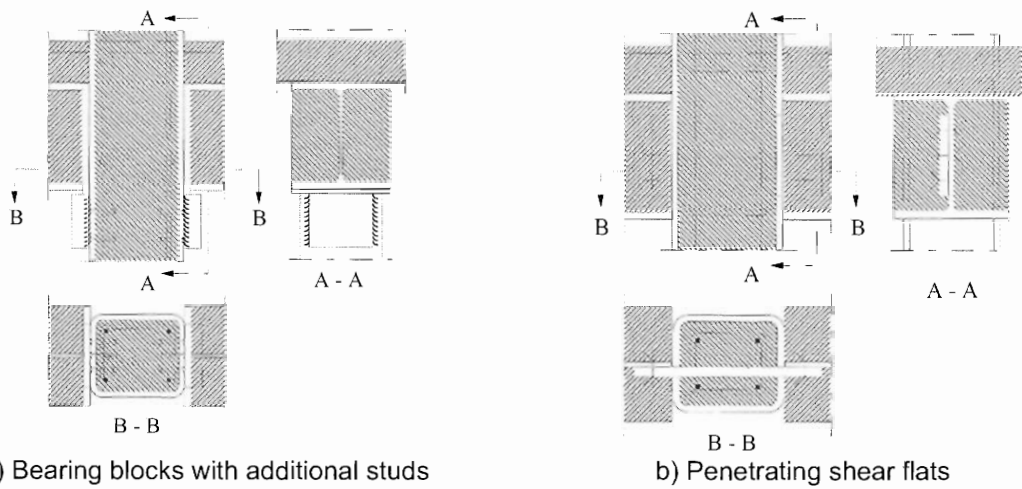 A
A
B
B
B
B
A
A
A - A
A - A
B - B
B - B
) Bearing blocks with additional studs
b) Penetrating shear flats